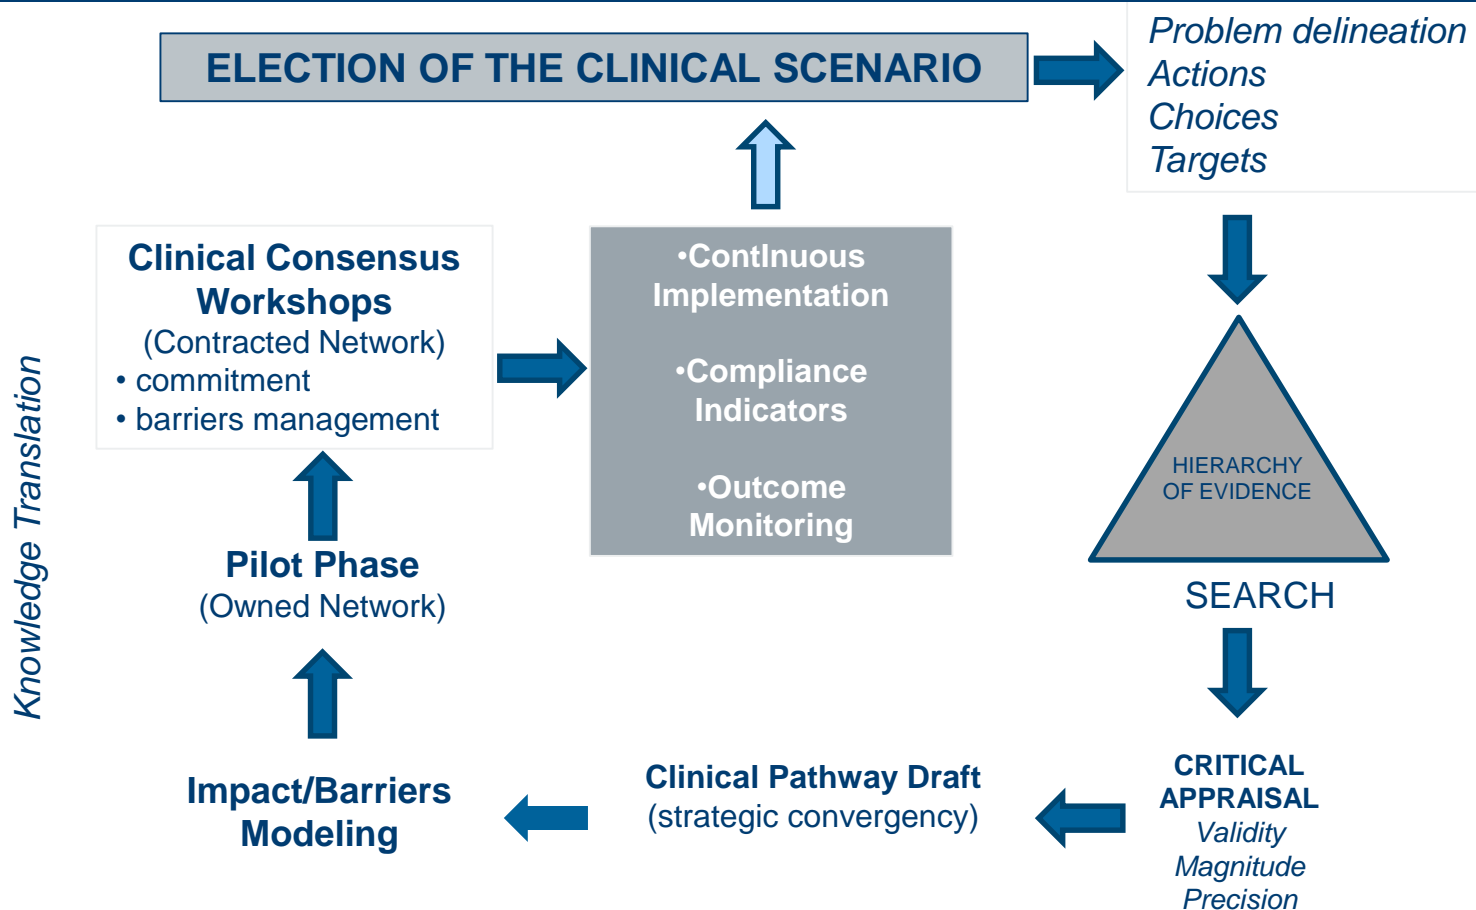 ELECTION OF THE CLINICAL SCENARIO
Problem delineation
Actions
Choices
Targets
Clinical Consensus
Workshops
(Contracted Network)
• commitment
• barriers management
•ContInuous
Implementation
•Compliance
Indicators
•Outcome
Monitoring
HIERARCHY
OF EVIDENCE
SEARCH
Knowledge Translation
Pilot Phase
(Owned Network)
Impact/Barriers
Modeling
Clinical Pathway Draft
(strategic convergency)
CRITICAL
APPRAISAL
Validity
Magnitude
Precision